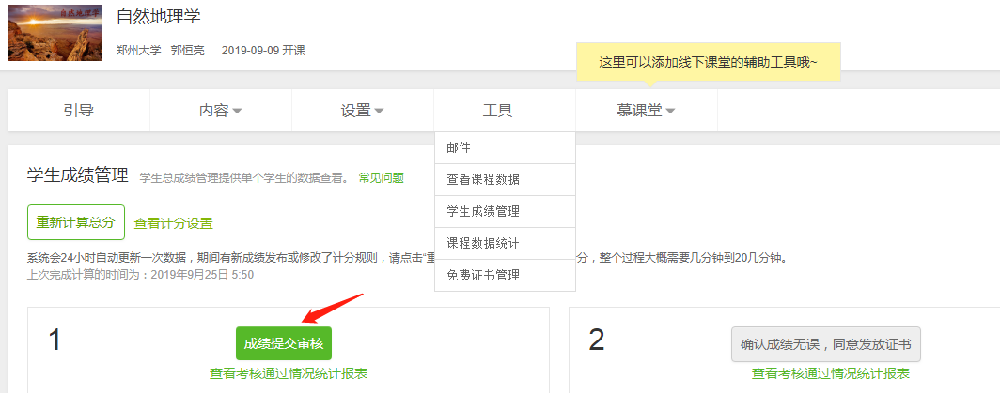 自然地理学
自然地理学
郑州大学 郭恒亮 2019-09-09 开课
这里可以添加线下课堂的辅助工具哦~
引导 内容 设置 工具 慕课堂
邮件
查看课程数据
学生成绩管理
课程数据统计
免费证书管理
学生成绩管理 学生总成绩管理提供单个学生的数据查看。 常见问题
重新计算总分 查看计分设置
系统会24小时自动更新一次数据，期间有新成绩发布或修改了计分规则，请点击“重 分，整个过程大概需要几分钟到20几分钟。
上次完成计算的时间为：2019年9月25日 5:50
1 成绩提交审核
查看考核通过情况统计报表
2 确认成绩无误，同意发放证书
查看考核通过情况统计报表